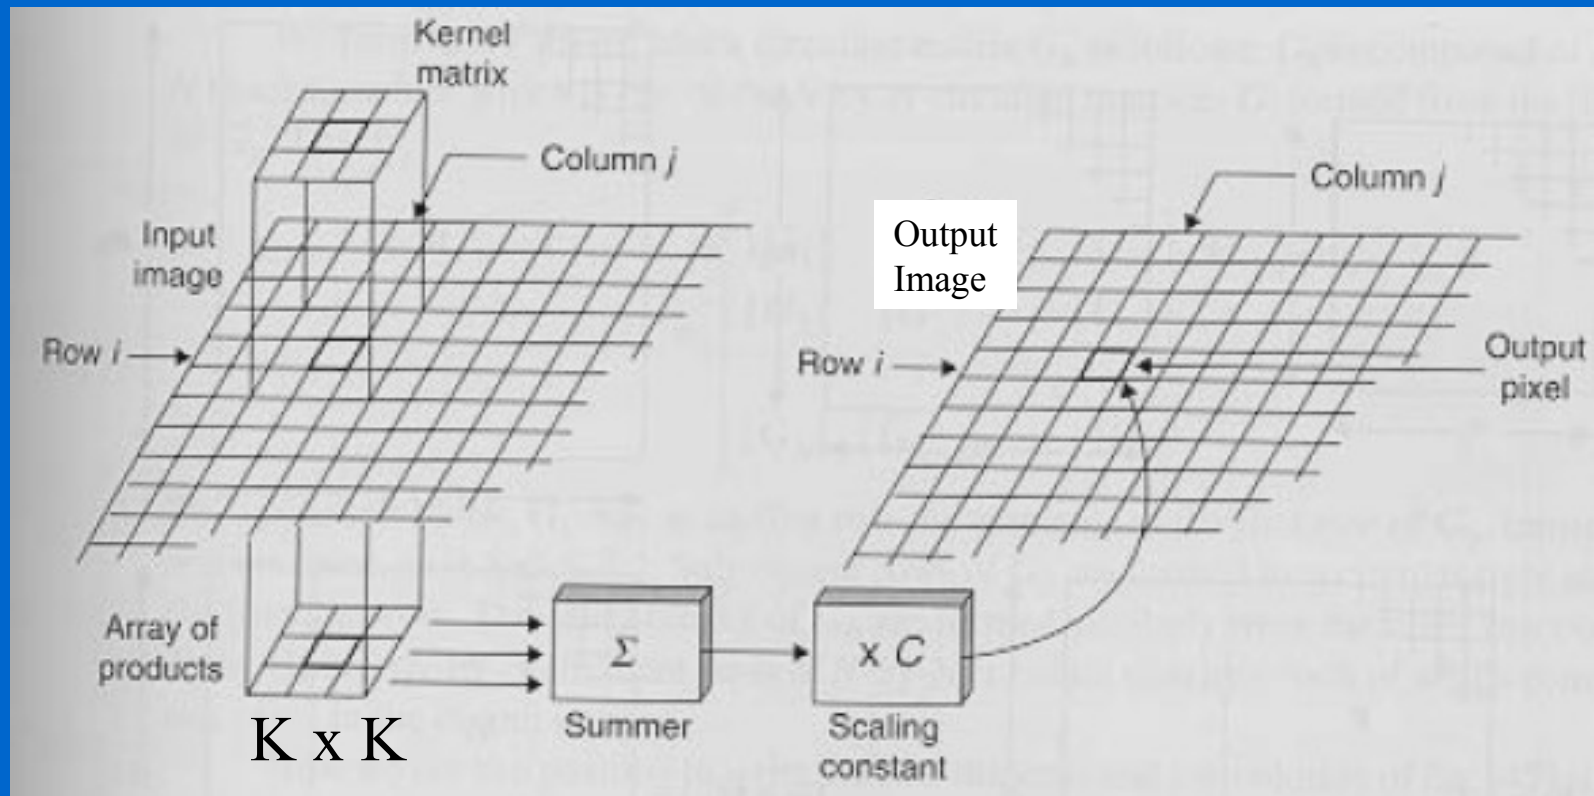 Kernel
matrix
Column j
Input
image
Row i
Array of
products
K x K
Σ
Summer
x C
Scaling
constant
Output
Image
Column j
Row i
Output
pixel